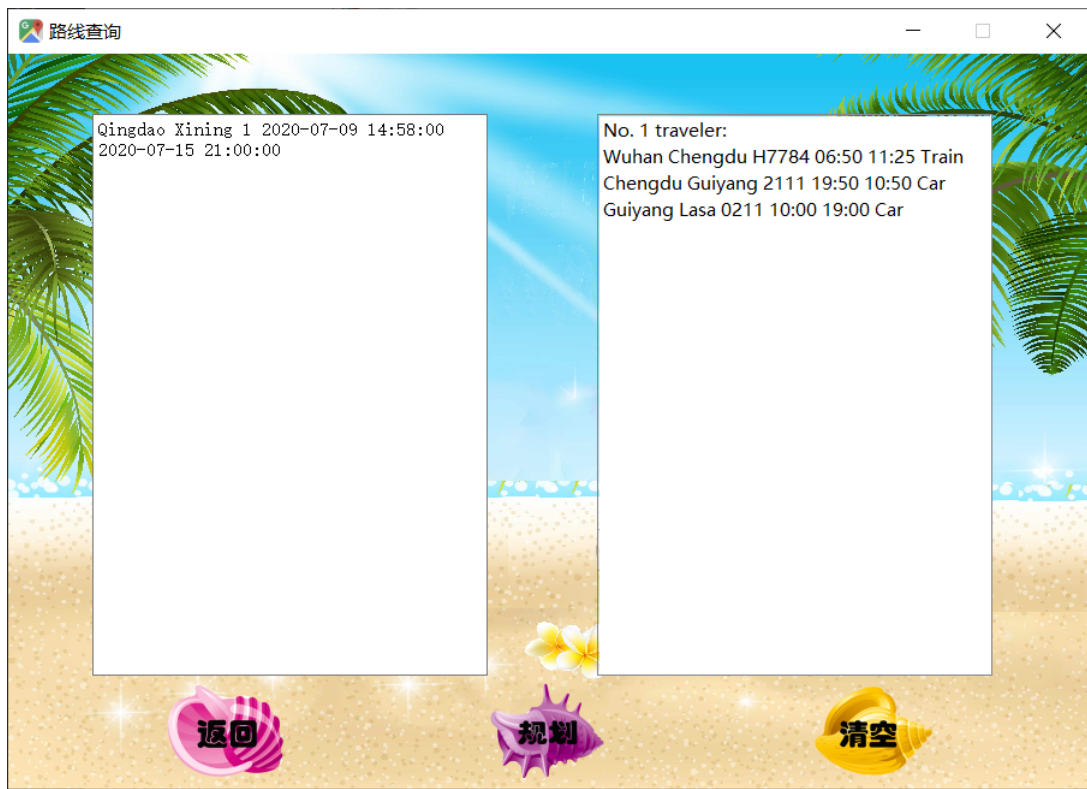 路线查询
Qingdao Xining 1 2020-07-09 14:58:00
2020-07-15 21:00:00
No. 1 traveler:
Wuhan Chengdu H7784 06:50 11:25 Train
Chengdu Guiyang 2111 19:50 10:50 Car
Guiyang Lasa 0211 10:00 19:00 Car
返回
规划
清空